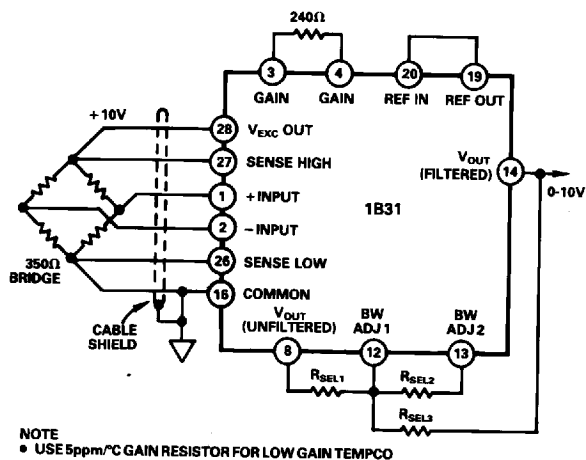 240Ω
3
4
20
19
GAIN
GAIN
REF IN
REF OUT
+10V
28
VEXC OUT
27
SENSE HIGH
VOUT
(FILTERED)
14
0-10V
1
+INPUT
1B31
2
−INPUT
350Ω
BRIDGE
26
SENSE LOW
16
COMMON
CABLE
SHIELD
VOUT
(UNFILTERED)
BW
ADJ 1
BW
ADJ 2
8
12
13
RSEL1
RSEL2
RSEL3
NOTE
● USE 5ppm/°C GAIN RESISTOR FOR LOW GAIN TEMPCO